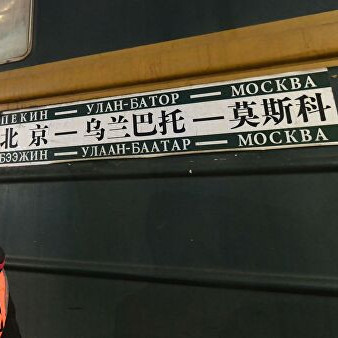 ПЕКИН — УЛАН-БАТОР — МОСКВА
北京—乌兰巴托—莫斯科
БЭЭЖИН — УЛААН-БААТАР — МОСКВА